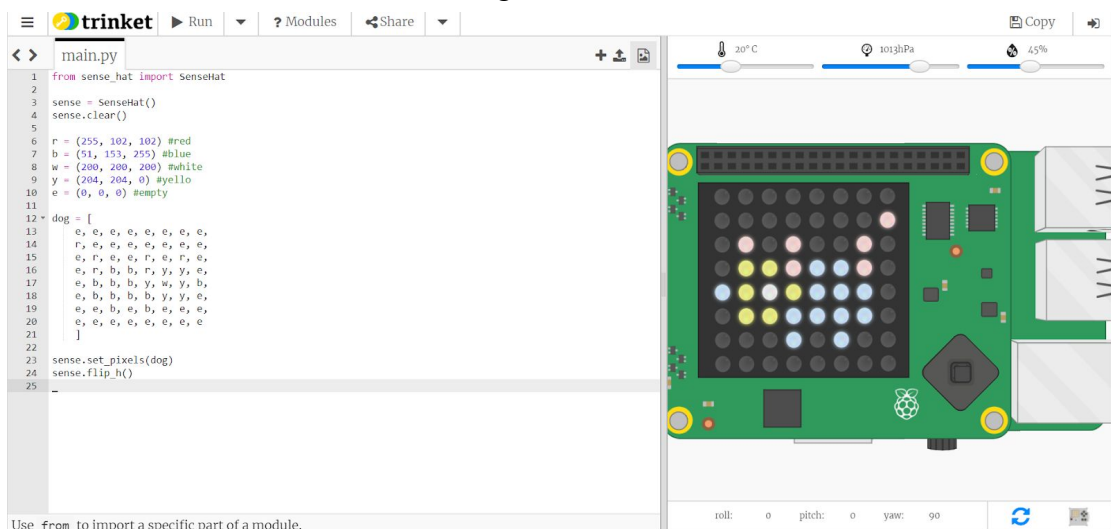 trinket Run ? Modules Share Copy
main.py
20° C 1013hPa 45%
1 from sense_hat import SenseHat
2
3 sense = SenseHat()
4 sense.clear()
5
6 r = (255, 102, 102) #red
7 b = (51, 153, 255) #blue
8 w = (200, 200, 200) #white
9 y = (204, 204, 0) #yello
10 e = (0, 0, 0) #empty
11
12 dog = [
13 e, e, e, e, e, e, e, e,
14 r, e, e, e, e, e, e, e,
15 e, r, e, e, r, e, r, e,
16 e, r, b, b, r, y, y, e,
17 e, b, b, b, y, w, y, b,
18 e, b, b, b, b, y, y, e,
19 e, e, b, e, b, e, e, e,
20 e, e, e, e, e, e, e, e
21 ]
22
23 sense.set_pixels(dog)
24 sense.flip_h()
25
Use from to import a specific part of a module.
roll: 0 pitch: 0 yaw: 90